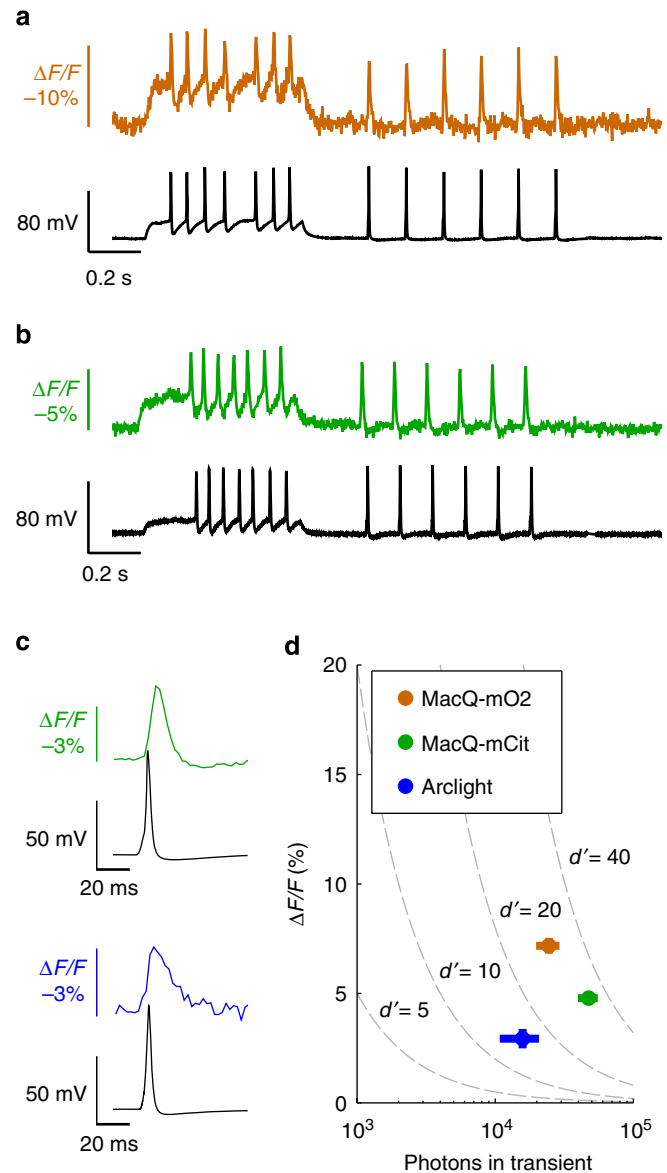 a
ΔF/F
–10%
80 mV
0.2 s
b
ΔF/F
–5%
80 mV
0.2 s
c
ΔF/F
–3%
50 mV
20 ms
ΔF/F
–3%
50 mV
20 ms
d
20
15
10
5
0
ΔF/F (%)
MacQ-mO2
MacQ-mCit
Arclight
d′= 40
d′= 20
d′= 10
d′= 5
10³
10⁴
10⁵
Photons in transient